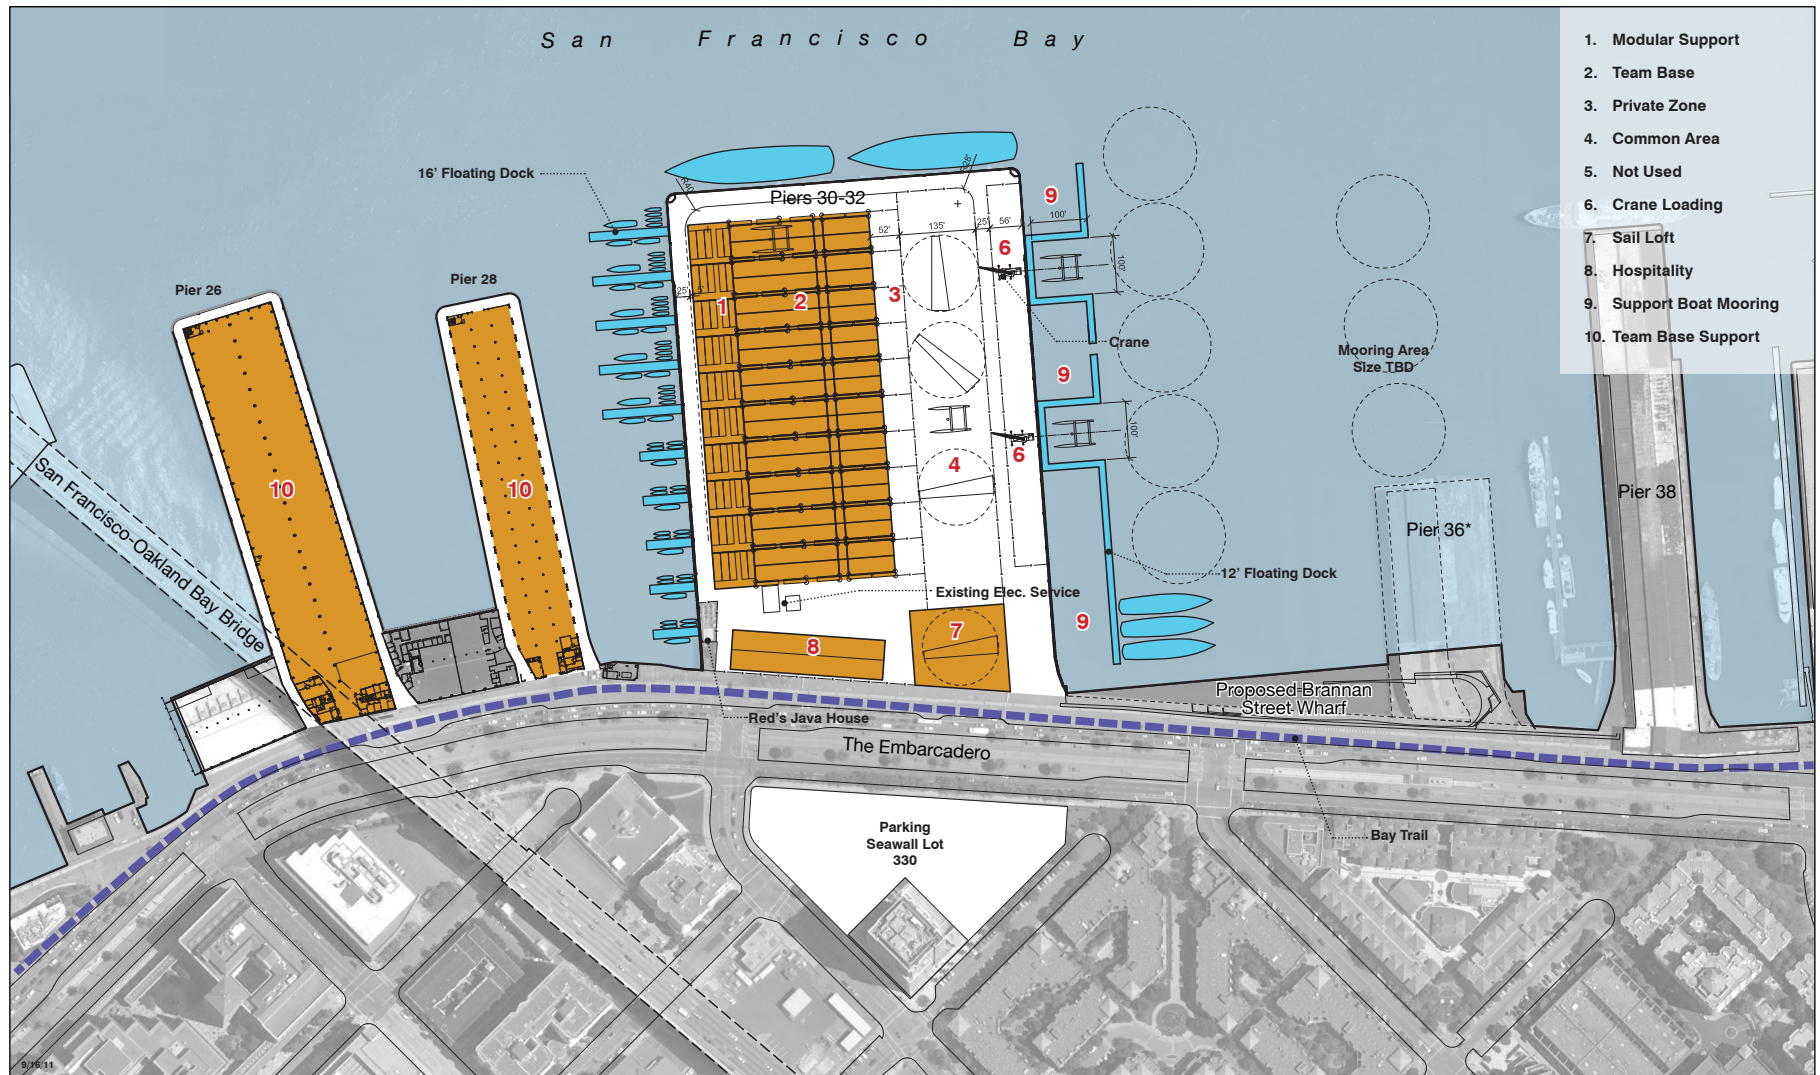 San Francisco Bay
1. Modular Support
2. Team Base
3. Private Zone
4. Common Area
5. Not Used
6. Crane Loading
7. Sail Loft
8. Hospitality
9. Support Boat Mooring
10. Team Base Support
16' Floating Dock
Piers 30-32
R40'
R28'
9
100'
52'
135'
25'
56'
6
100'
Pier 26
Pier 28
25'
5'
1
2
3
Crane
9
Mooring Area
Size TBD
100'
6
4
10
10
Pier 38
Pier 36*
San Francisco-Oakland Bay Bridge
12' Floating Dock
Existing Elec. Service
9
7
8
Proposed Brannan
Street Wharf
Red's Java House
The Embarcadero
Parking
Seawall Lot
330
Bay Trail
9/16/11